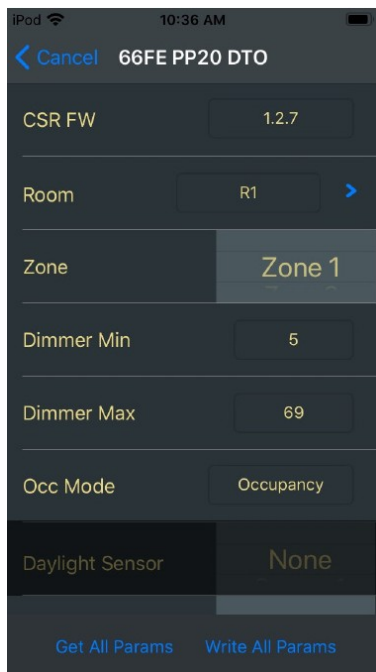 iPod 10:36 AM
Cancel 66FE PP20 DTO
CSR FW 1.2.7
Room R1 >
Zone Zone 1
Dimmer Min 5
Dimmer Max 69
Occ Mode Occupancy
Daylight Sensor None
Get All Params Write All Params